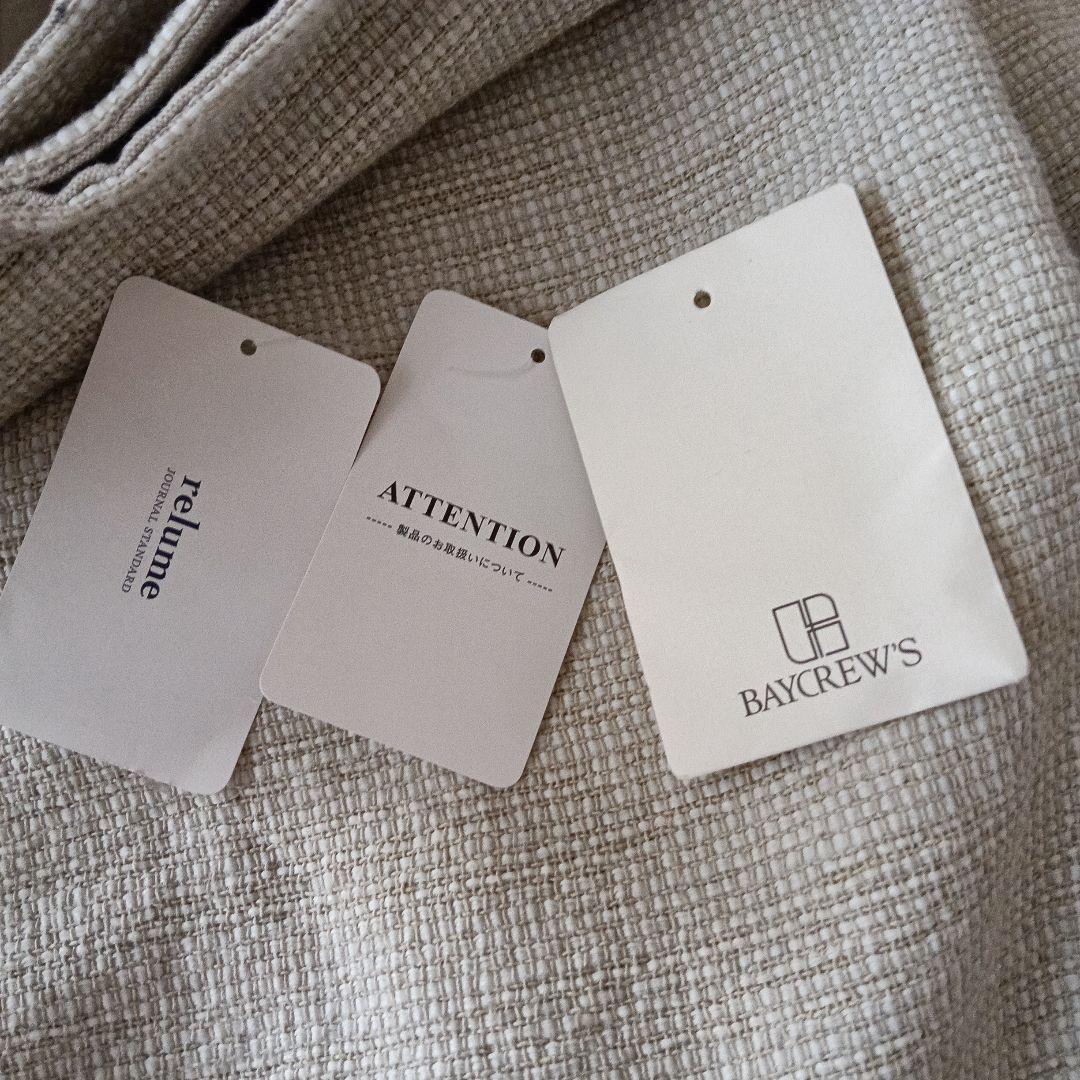 relume
JOURNAL STANDARD
ATTENTION
----- 製品のお取扱いについて -----
BAYCREW'S